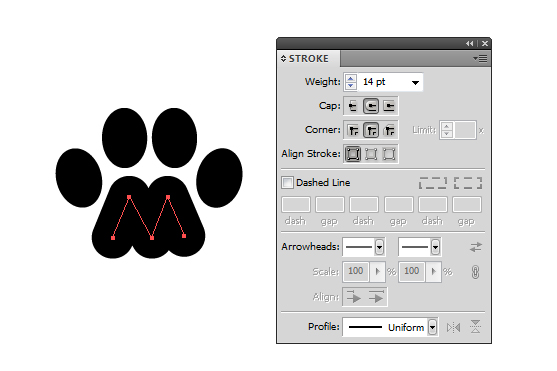 STROKE
Weight: 14 pt
Cap:
Corner: Limit: x
Align Stroke:
Dashed Line
dash gap dash gap dash gap
Arrowheads:
Scale: 100 % 100 %
Align:
Profile: Uniform